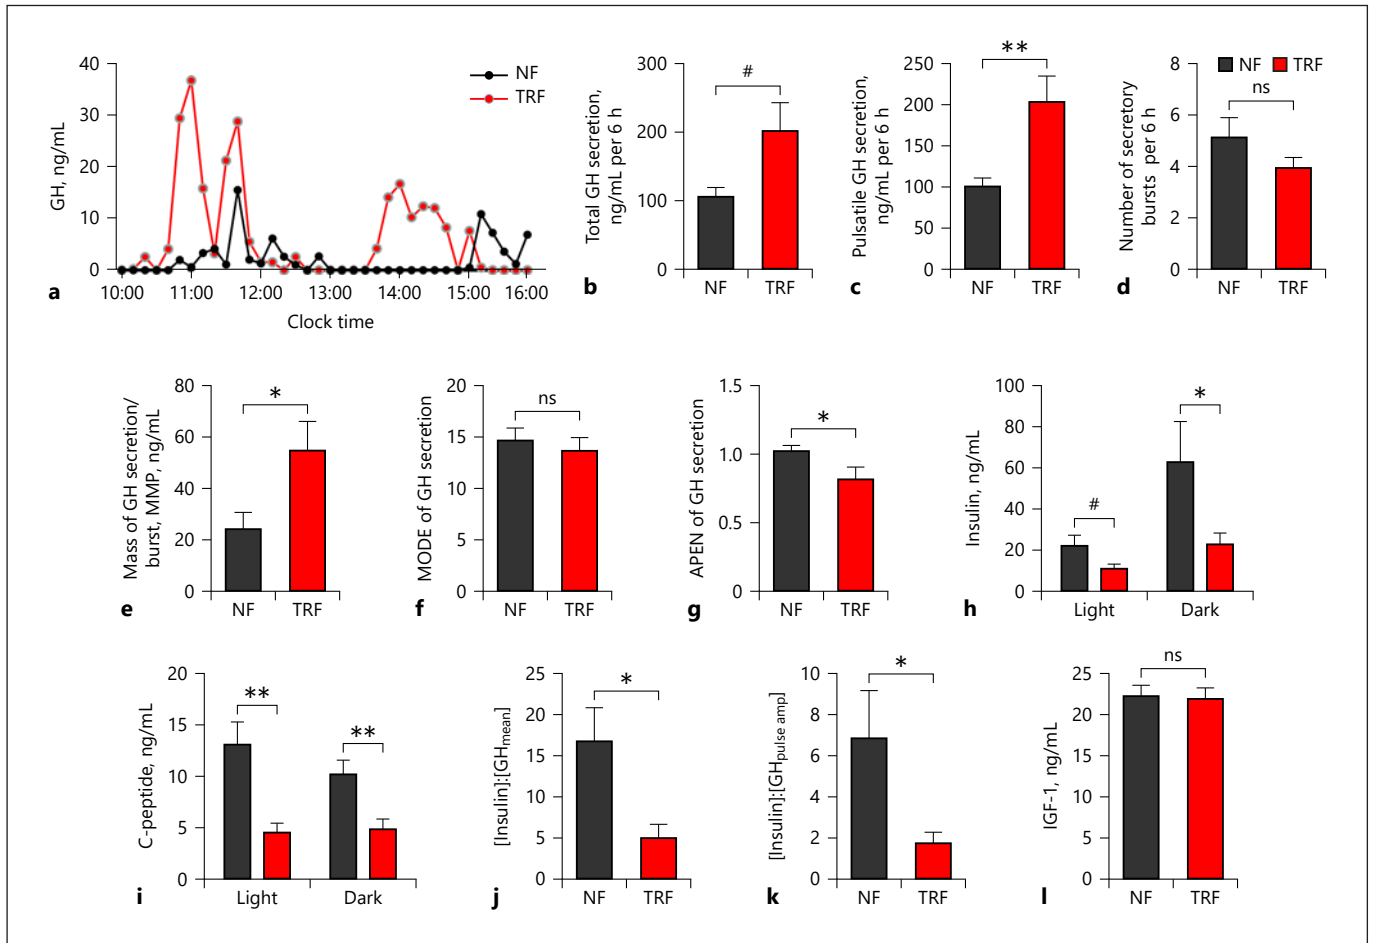 40
30
20
10
0
GH, ng/mL
NF
TRF
10:00 11:00 12:00 13:00 14:00 15:00 16:00
Clock time
a
300
200
100
0
Total GH secretion,
ng/mL per 6 h
#
NF TRF
b
250
200
150
100
50
0
Pulsatile GH secretion,
ng/mL per 6 h
**
NF TRF
c
8
6
4
2
0
Number of secretory
bursts per 6 h
NF TRF
ns
NF TRF
d
80
60
40
20
0
Mass of GH secretion/
burst, MMP, ng/mL
*
NF TRF
e
20
15
10
5
0
MODE of GH secretion
ns
NF TRF
f
1.5
1.0
0.5
0
APEN of GH secretion
*
NF TRF
g
100
80
60
40
20
0
Insulin, ng/mL
#
*
Light Dark
h
20
15
10
5
0
C-peptide, ng/mL
**
**
Light Dark
i
25
20
15
10
5
0
[Insulin]:[GHmean]
*
NF TRF
j
10
8
6
4
2
0
[Insulin]:[GHpulse amp]
*
NF TRF
k
25
20
15
10
5
0
IGF-1, ng/mL
ns
NF TRF
l